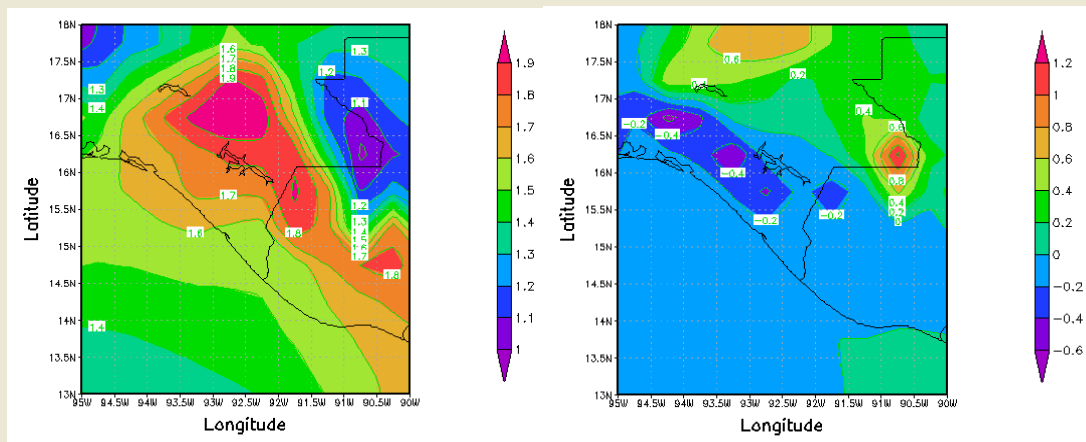 18N
17.5N
17N
16.5N
16N
15.5N
15N
14.5N
14N
13.5N
13N
Latitude
95W 94.5W 94W 93.5W 93W 92.5W 92W 91.5W 91W 90.5W 90W
Longitude
1.6
1.7
1.8
1.9
1.3
1.2
1.1
1.3
1.4
1.7
1.6
1.8
1.2
1.3
1.4
1.5
1.6
1.7
1.8
1.4
1.9
1.8
1.7
1.6
1.5
1.4
1.3
1.2
1.1
1
18N
17.5N
17N
16.5N
16N
15.5N
15N
14.5N
14N
13.5N
13N
Latitude
95W 94.5W 94W 93.5W 93W 92.5W 92W 91.5W 91W 90.5W 90W
Longitude
0.6
0.2
0.4
0.6
-0.2
-0.4
-0.4
0.8
-0.2
-0.2
0.4
0.2
0
1.2
1
0.8
0.6
0.4
0.2
0
-0.2
-0.4
-0.6